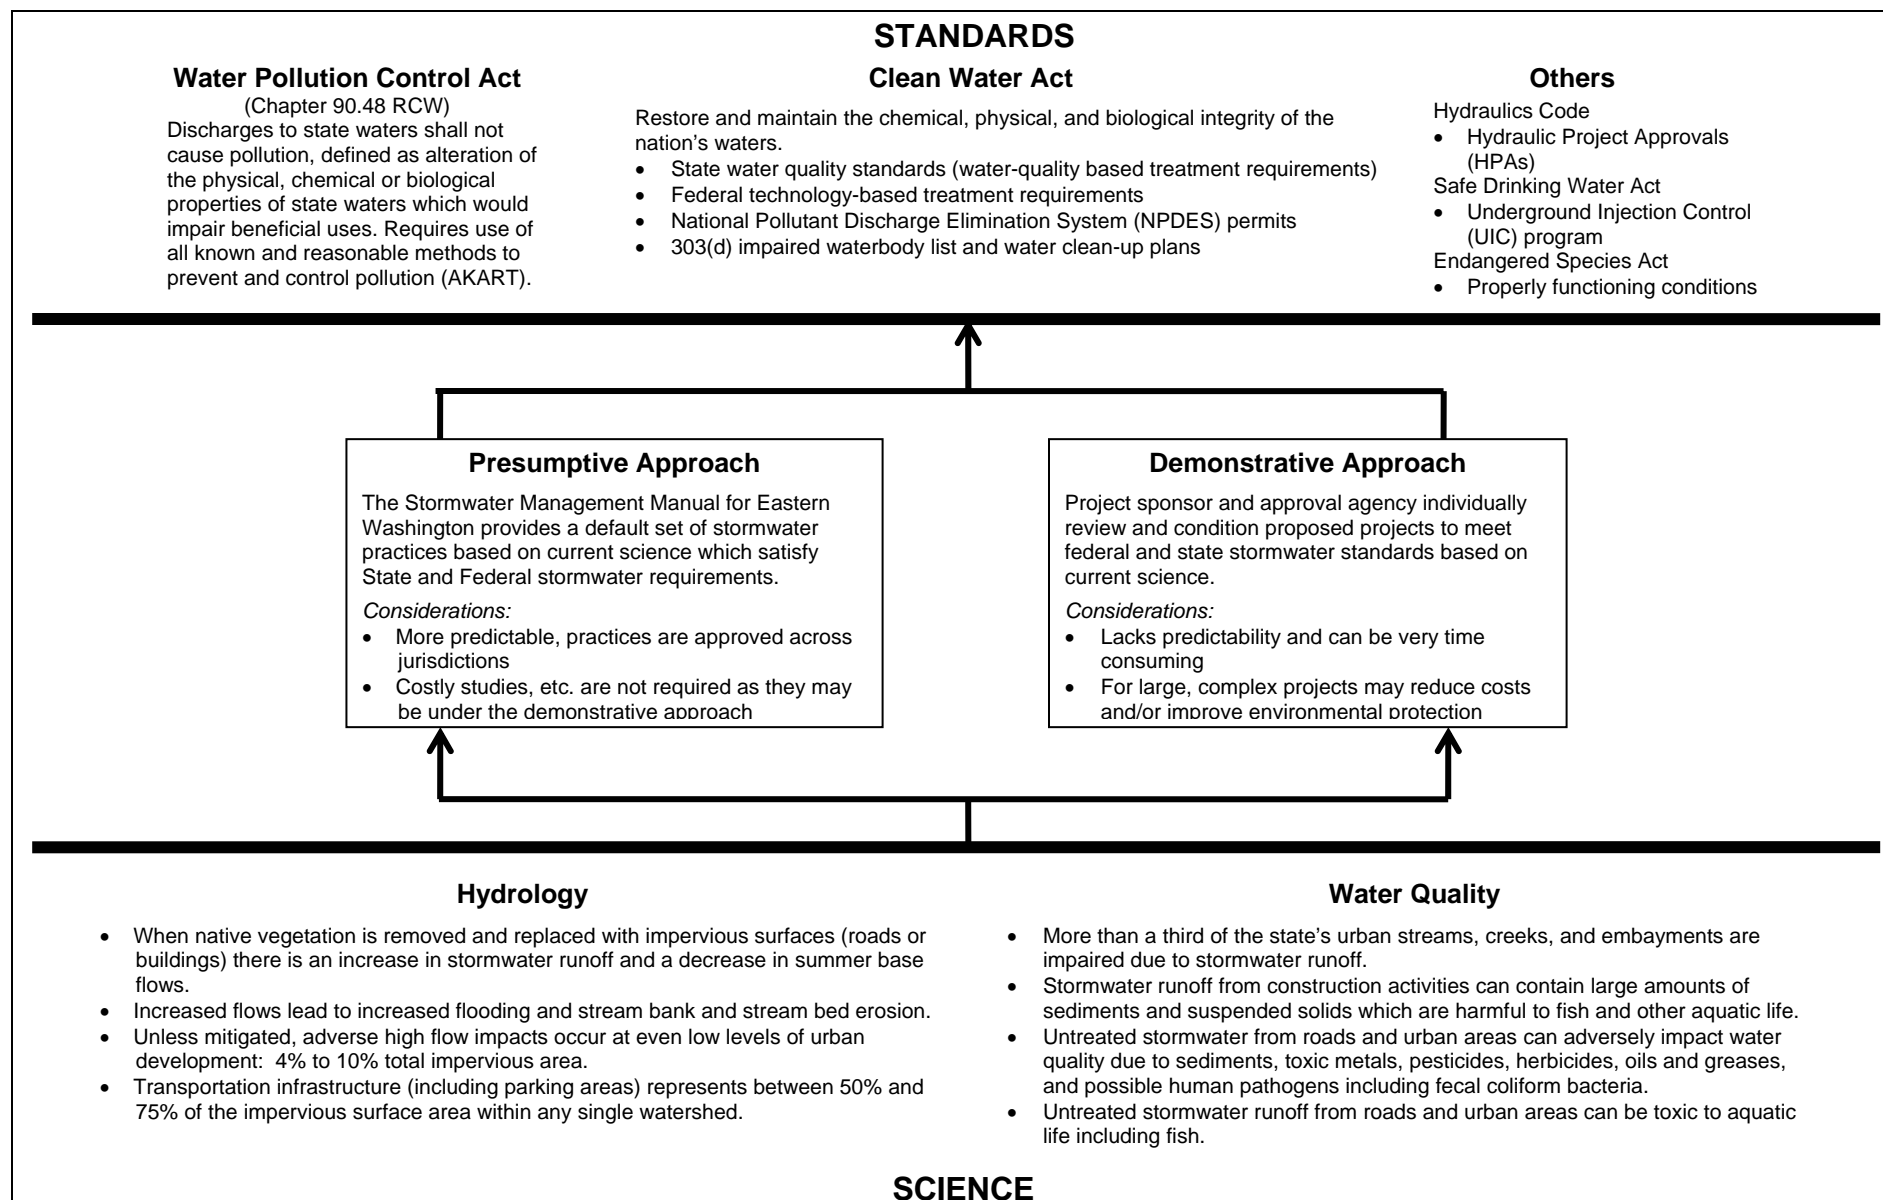 STANDARDS
Water Pollution Control Act
(Chapter 90.48 RCW)
Discharges to state waters shall not
cause pollution, defined as alteration of
the physical, chemical or biological
properties of state waters which would
impair beneficial uses. Requires use of
all known and reasonable methods to
prevent and control pollution (AKART).
Clean Water Act
Restore and maintain the chemical, physical, and biological integrity of the
nation's waters.
• State water quality standards (water-quality based treatment requirements)
• Federal technology-based treatment requirements
• National Pollutant Discharge Elimination System (NPDES) permits
• 303(d) impaired waterbody list and water clean-up plans
Others
Hydraulics Code
• Hydraulic Project Approvals
(HPAs)
Safe Drinking Water Act
• Underground Injection Control
(UIC) program
Endangered Species Act
• Properly functioning conditions
Presumptive Approach
The Stormwater Management Manual for Eastern
Washington provides a default set of stormwater
practices based on current science which satisfy
State and Federal stormwater requirements.
Considerations:
• More predictable, practices are approved across
jurisdictions
• Costly studies, etc. are not required as they may
be under the demonstrative approach
Demonstrative Approach
Project sponsor and approval agency individually
review and condition proposed projects to meet
federal and state stormwater standards based on
current science.
Considerations:
• Lacks predictability and can be very time
consuming
• For large, complex projects may reduce costs
and/or improve environmental protection
Hydrology
• When native vegetation is removed and replaced with impervious surfaces (roads or
buildings) there is an increase in stormwater runoff and a decrease in summer base
flows.
• Increased flows lead to increased flooding and stream bank and stream bed erosion.
• Unless mitigated, adverse high flow impacts occur at even low levels of urban
development: 4% to 10% total impervious area.
• Transportation infrastructure (including parking areas) represents between 50% and
75% of the impervious surface area within any single watershed.
Water Quality
• More than a third of the state's urban streams, creeks, and embayments are
impaired due to stormwater runoff.
• Stormwater runoff from construction activities can contain large amounts of
sediments and suspended solids which are harmful to fish and other aquatic life.
• Untreated stormwater from roads and urban areas can adversely impact water
quality due to sediments, toxic metals, pesticides, herbicides, oils and greases,
and possible human pathogens including fecal coliform bacteria.
• Untreated stormwater runoff from roads and urban areas can be toxic to aquatic
life including fish.
SCIENCE